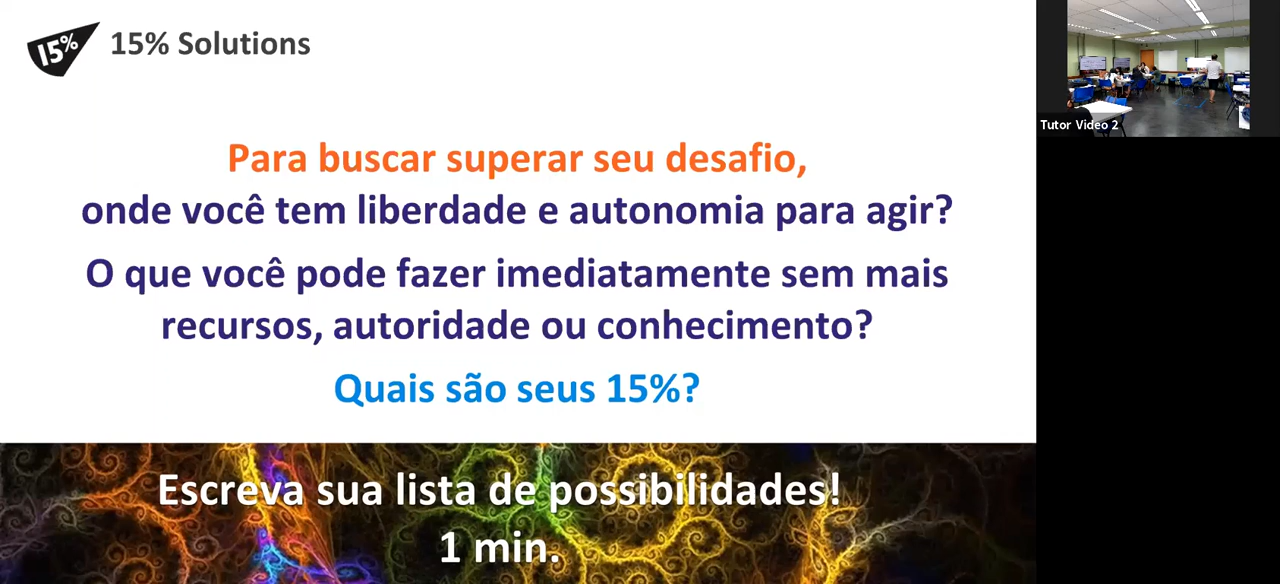 15%
15% Solutions
Para buscar superar seu desafio,
onde você tem liberdade e autonomia para agir?
O que você pode fazer imediatamente sem mais
recursos, autoridade ou conhecimento?
Quais são seus 15%?
Escreva sua lista de possibilidades!
1 min.
Tutor Video 2